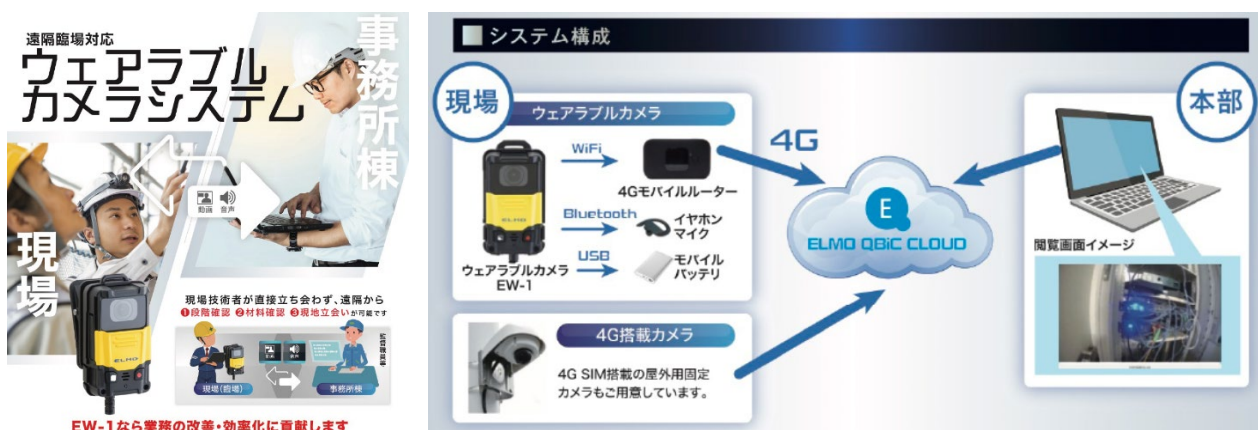 遠隔臨場対応
ウェアラブル
カメラシステム
事務所棟
動画 音声
現場
現場技術者が直接立ち会わず、遠隔から
❶段階確認 ❷材料確認 ❸現地立会いが可能です
ELMO
現場(臨場)
事務所棟
EW-1なら業務の改善・効率化に貢献します
■システム構成
現場
ウェアラブルカメラ
WiFi
4Gモバイルルーター
Bluetooth
イヤホン
マイク
USB
モバイル
バッテリ
ELMO
ウェアラブルカメラ
EW-1
4G搭載カメラ
4G SIM搭載の屋外用固定
カメラもご用意しています。
4G
E
ELMO QBiC CLOUD
本部
閲覧画面イメージ